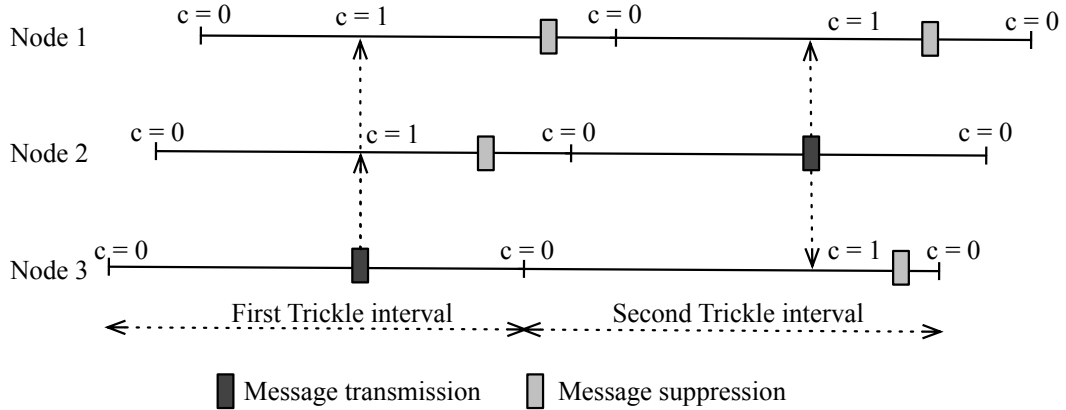 c = 0 c = 1 c = 0 c = 1 c = 0
Node 1
c = 0 c = 1 c = 0 c = 0
Node 2
c = 0 c = 0 c = 1 c = 0
Node 3
First Trickle interval Second Trickle interval
Message transmission Message suppression